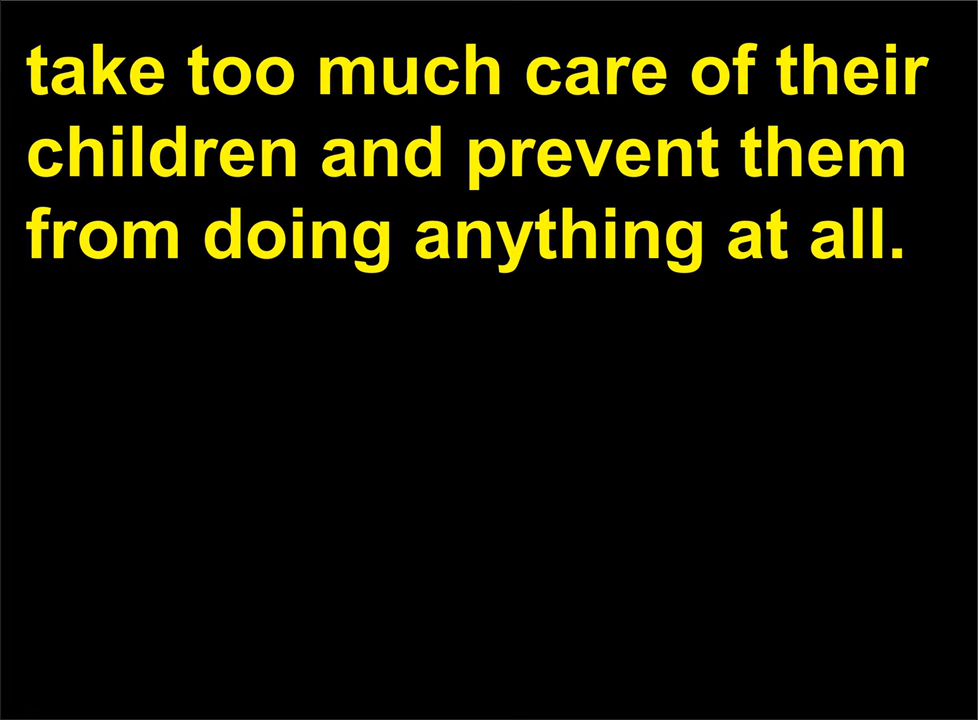 take too much care of their
children and prevent them
from doing anything at all.